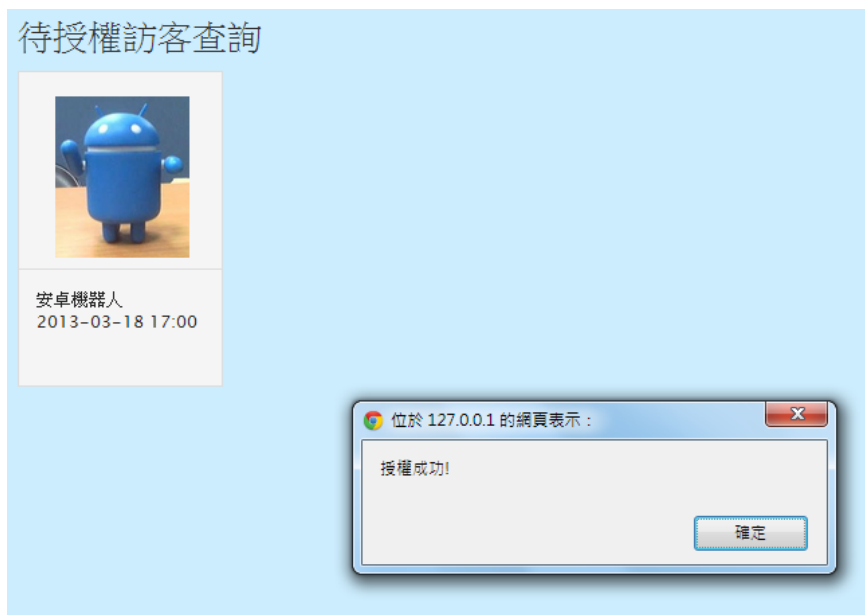 待授權訪客查詢
安卓機器人
2013-03-18 17:00
位於 127.0.0.1 的網頁表示：
授權成功!
確定